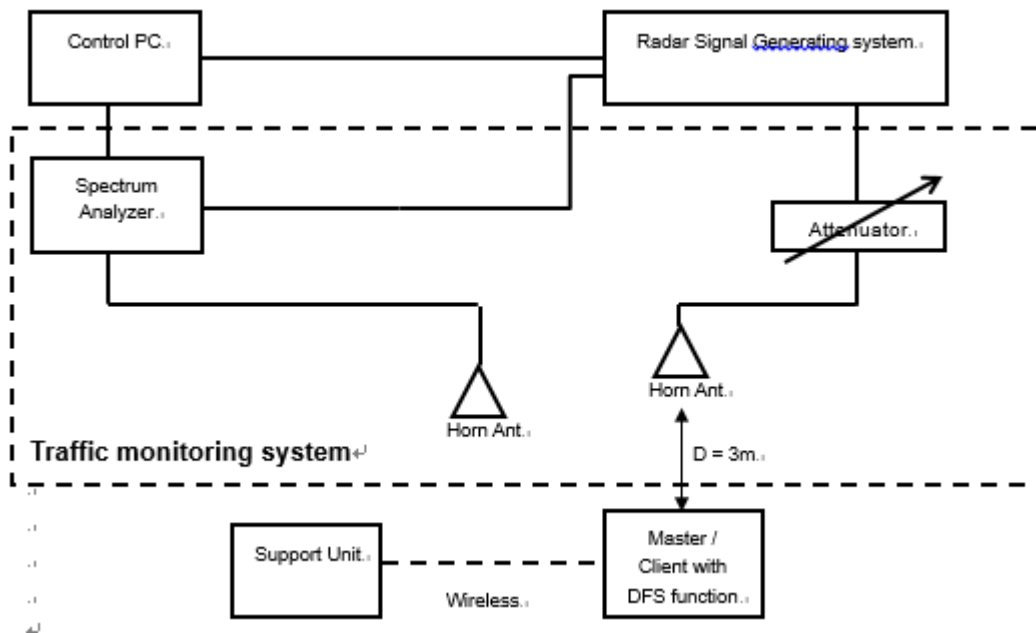 Control PC.
Radar Signal Generating system.
Spectrum
Analyzer.
Attenuator.
Horn Ant.
Horn Ant.
Traffic monitoring system
D = 3m.
Support Unit.
Wireless.
Master /
Client with
DFS function.